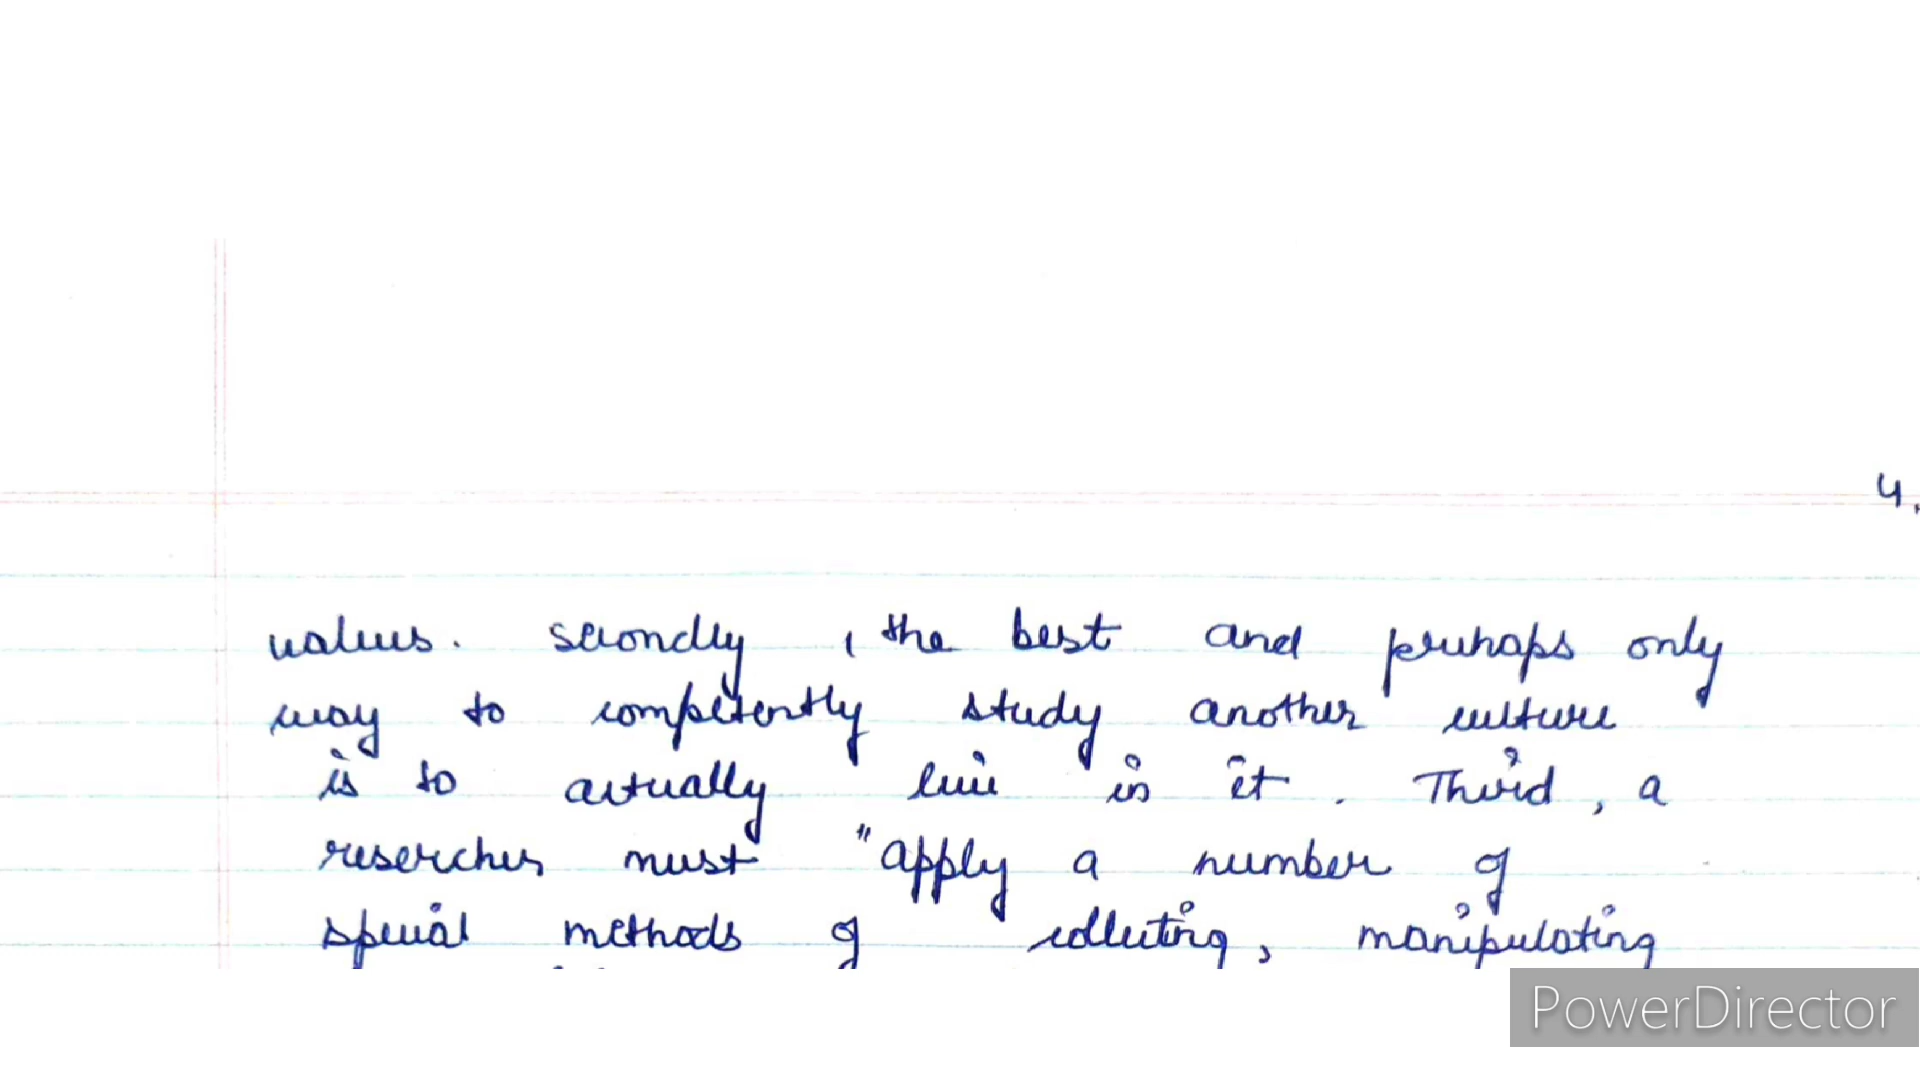 4.
values. secondly, the best and perhaps only
way to competently study another culture
is to actually live in it. Third, a
resercher must "apply a number of
special methods of collecting, manipulating
PowerDirector